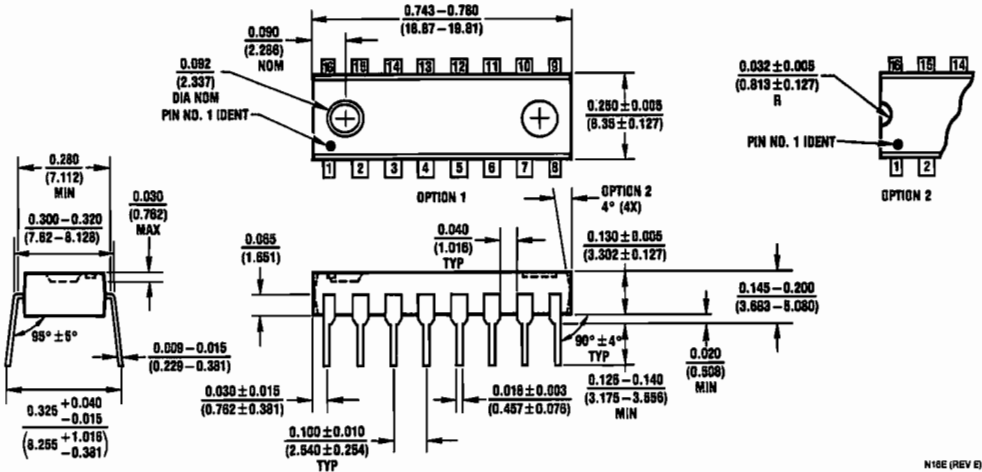 0.743–0.780
(18.87–19.81)
0.090
(2.286)
NOM
16 15 14 13 12 11 10 9
0.092
(2.337)
DIA NOM
PIN NO. 1 IDENT
0.250±0.005
(6.35±0.127)
1 2 3 4 5 6 7 8
OPTION 1
OPTION 2
4° (4X)
0.032±0.005
(0.813±0.127)
R
16 15 14
PIN NO. 1 IDENT
1 2
OPTION 2
0.280
(7.112)
MIN
0.030
(0.762)
MAX
0.300–0.320
(7.62–8.128)
95°±5°
0.009–0.015
(0.229–0.381)
0.325 +0.040
−0.015
(8.255 +1.016
−0.381)
0.065
(1.651)
0.040
(1.016)
TYP
0.130±0.005
(3.302±0.127)
0.145–0.200
(3.683–5.080)
90°±4°
TYP
0.020
(0.508)
MIN
0.125–0.140
(3.175–3.556)
MIN
0.030±0.015
(0.762±0.381)
0.018±0.003
(0.457±0.076)
0.100±0.010
(2.540±0.254)
TYP
N16E (REV E)